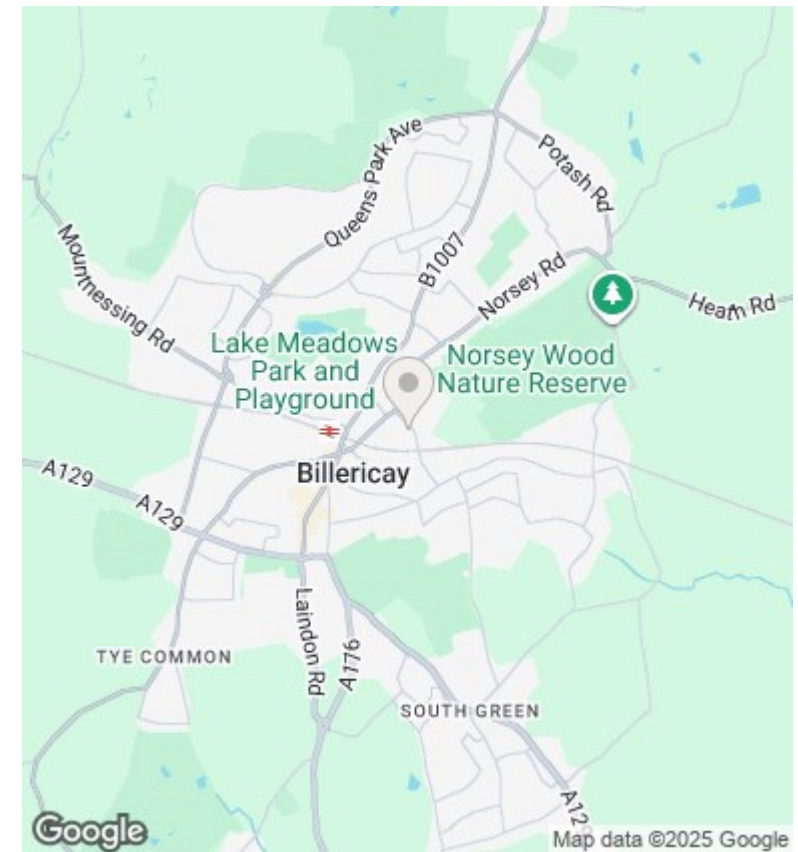 Queens Park Ave
Potash Rd
B1007
Norsey Rd
Mountnessing Rd
Heath Rd
Lake Meadows
Park and
Playground
Norsey Wood
Nature Reserve
Billericay
A129
A129
Laindon Rd
A176
TYE COMMON
SOUTH GREEN
Google
Map data ©2025 Google